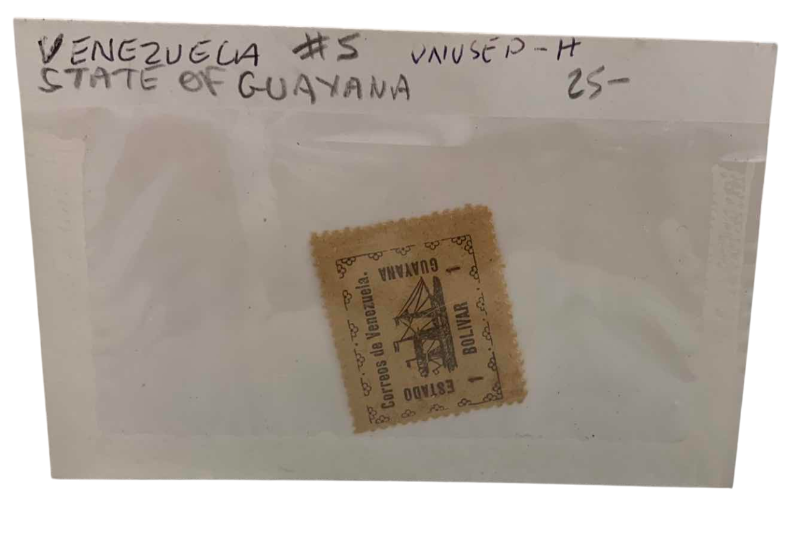 VENEZUELA #5 UNUSED-H
STATE OF GUAYANA 25-
Correos de Venezuela.
ESTADO GUAYANA
1 BOLIVAR 1